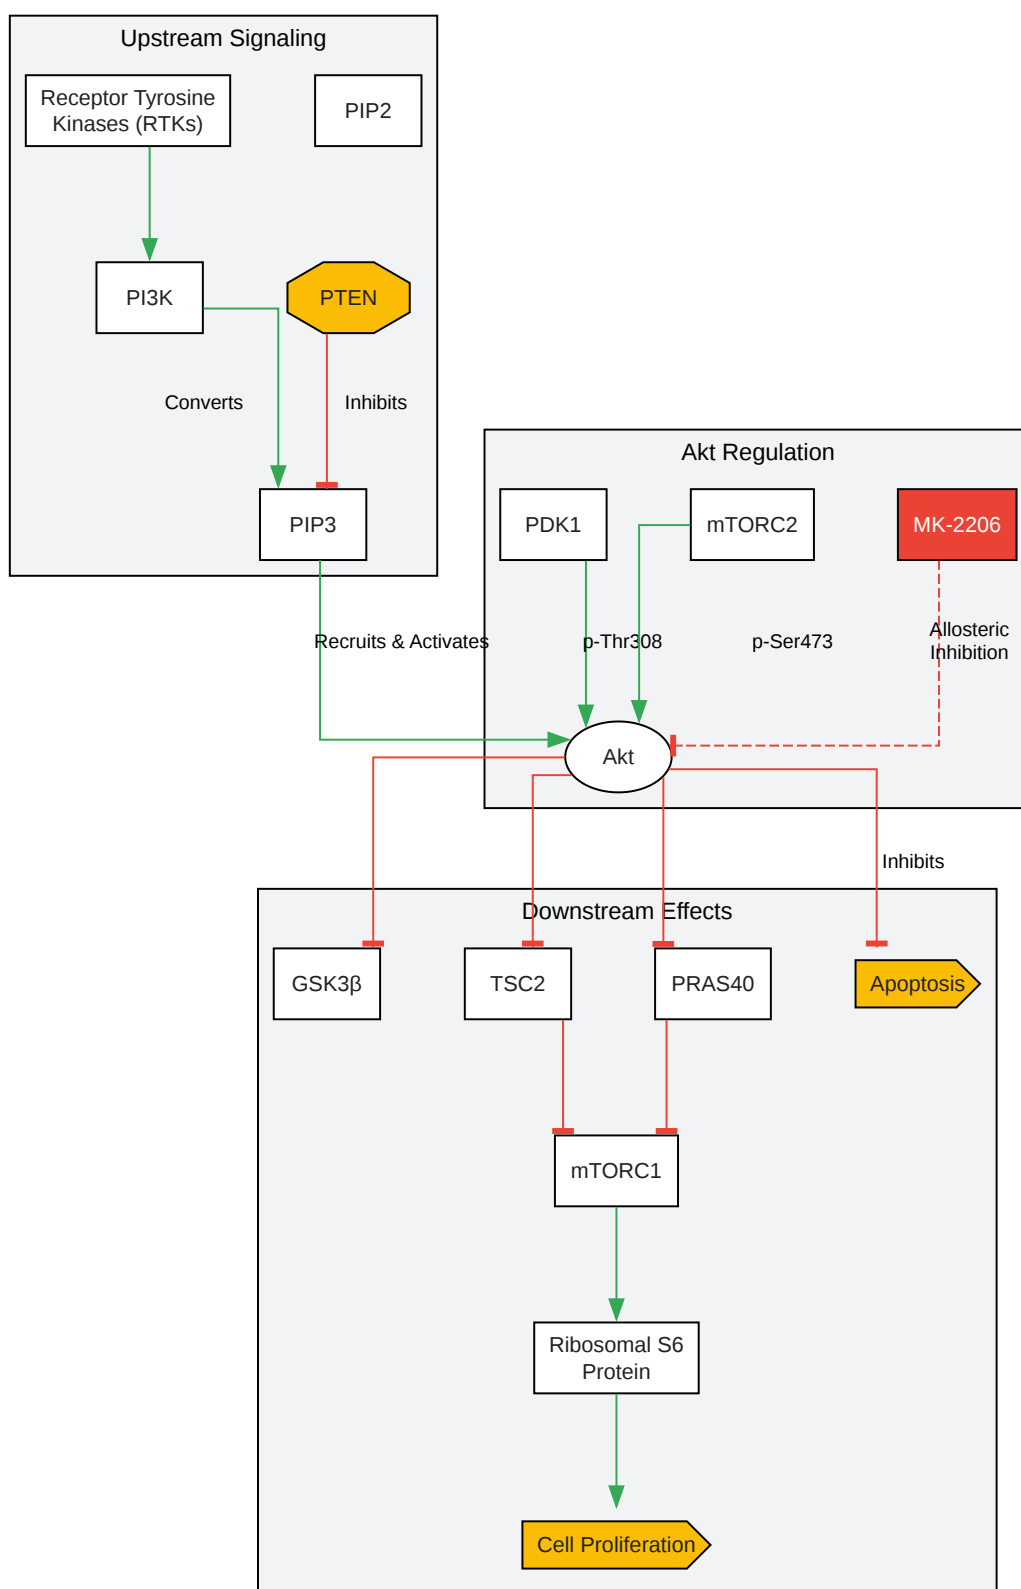 Upstream Signaling
Receptor Tyrosine
Kinases (RTKs)
PIP2
PI3K
PTEN
Converts
Inhibits
PIP3
Akt Regulation
PDK1
mTORC2
MK-2206
Recruits & Activates
p-Thr308
p-Ser473
Allosteric
Inhibition
Akt
Inhibits
Downstream Effects
GSK3β
TSC2
PRAS40
Apoptosis
mTORC1
Ribosomal S6
Protein
Cell Proliferation